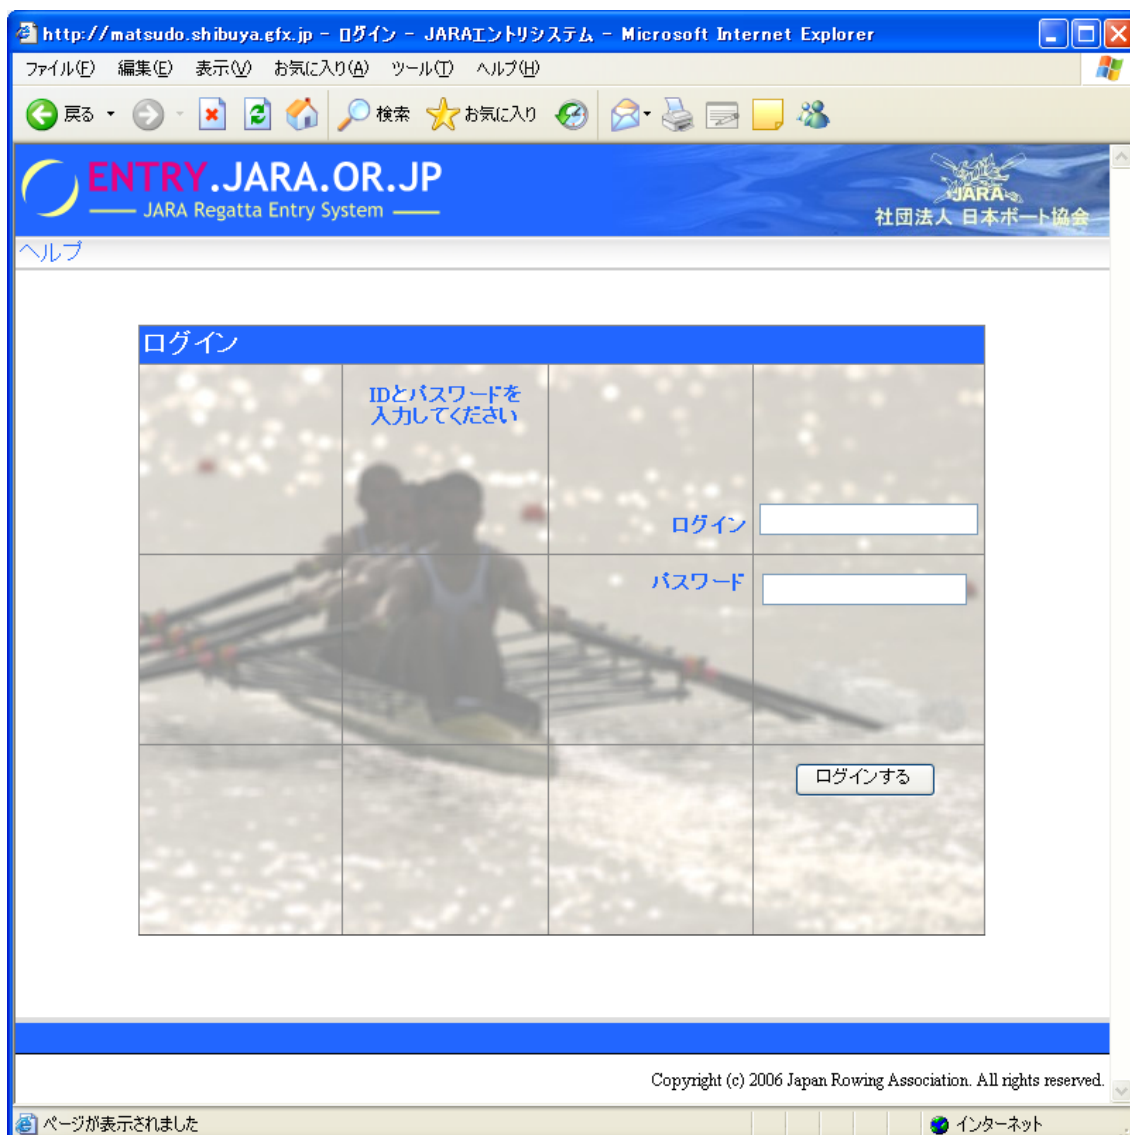 http://matsudo.shibuya.gfx.jp - ログイン - JARAエントリシステム - Microsoft Internet Explorer
ファイル(F) 編集(E) 表示(V) お気に入り(A) ツール(T) ヘルプ(H)
戻る 検索 お気に入り
ENTRY.JARA.OR.JP
JARA Regatta Entry System
JARA
社団法人 日本ボート協会
ヘルプ
ログイン
IDとパスワードを
入力してください
ログイン
パスワード
ログインする
Copyright (c) 2006 Japan Rowing Association. All rights reserved.
ページが表示されました インターネット